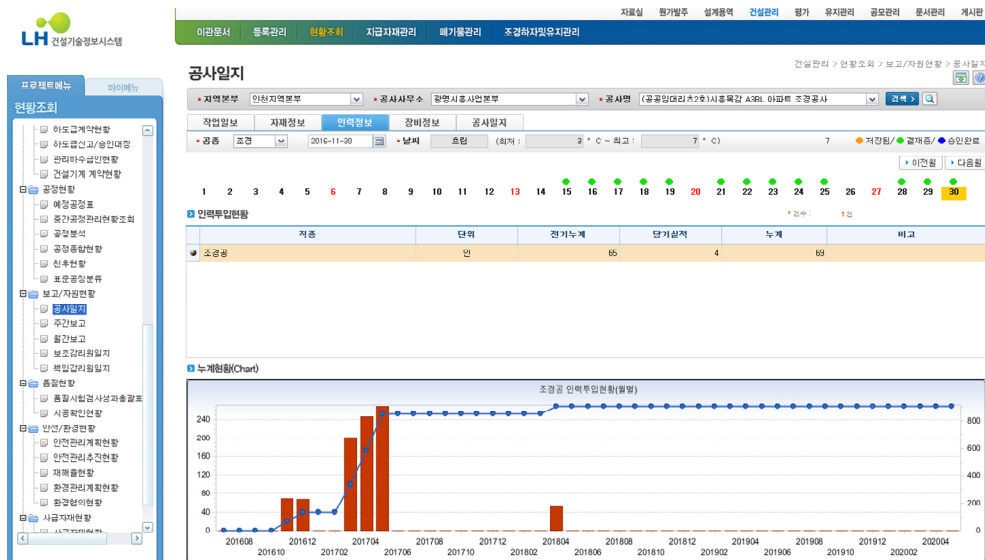 자료실 원가발주 설계용역 건설관리 평가 유지관리 공모관리 문서관리 게시판
LH 건설기술정보시스템
이관문서 등록관리 현황조회 지급자재관리 폐기물관리 조경하자및유지관리
공사일지
건설관리 > 현황조회 > 보고/자원현황 > 공사일지
프로젝트메뉴 마이메뉴
현황조회
하도급계약현황
하도급신고/승인대장
관리하수급인현황
건설기계 계약현황
공정현황
예정공정표
중간공정관리현황조회
공정분석
공정종합현황
천후현황
표준공정분류
보고/자원현황
공사일지
주간보고
월간보고
보조감리원일지
책임감리원일지
품질현황
품질시험검사성과총괄표
시공확인현황
안전/환경현황
안전관리계획현황
안전관리추진현황
재해율현황
환경관리계획현황
환경협의현황
사급자재현황
지역본부 인천지역본부 공사사무소 광명시흥사업본부 공사명 (공공임대리츠2호)시흥목감 A3BL 아파트 조경공사 검색
작업일보 자재정보 인력정보 장비정보 공사일지
공종 조경 2016-11-30 날씨 흐림 (최저 : 3 ° C ~ 최고 : 7 ° C) 7 저장됨/ 결재중/ 승인완료
이전월 다음월
1 2 3 4 5 6 7 8 9 10 11 12 13 14 15 16 17 18 19 20 21 22 23 24 25 26 27 28 29 30
인력투입현황 * 건수 : 1건
직종 단위 전기누계 당기실적 누계 비고
조경공 인 65 4 69
누계현황(Chart)
조경공 인력투입현황(월별)
240
200
160
120
80
40
0
800
600
400
200
0
201608 201612 201704 201708 201712 201804 201808 201812 201904 201908 201912 202004
201610 201702 201706 201710 201802 201806 201810 201902 201906 201910 202002